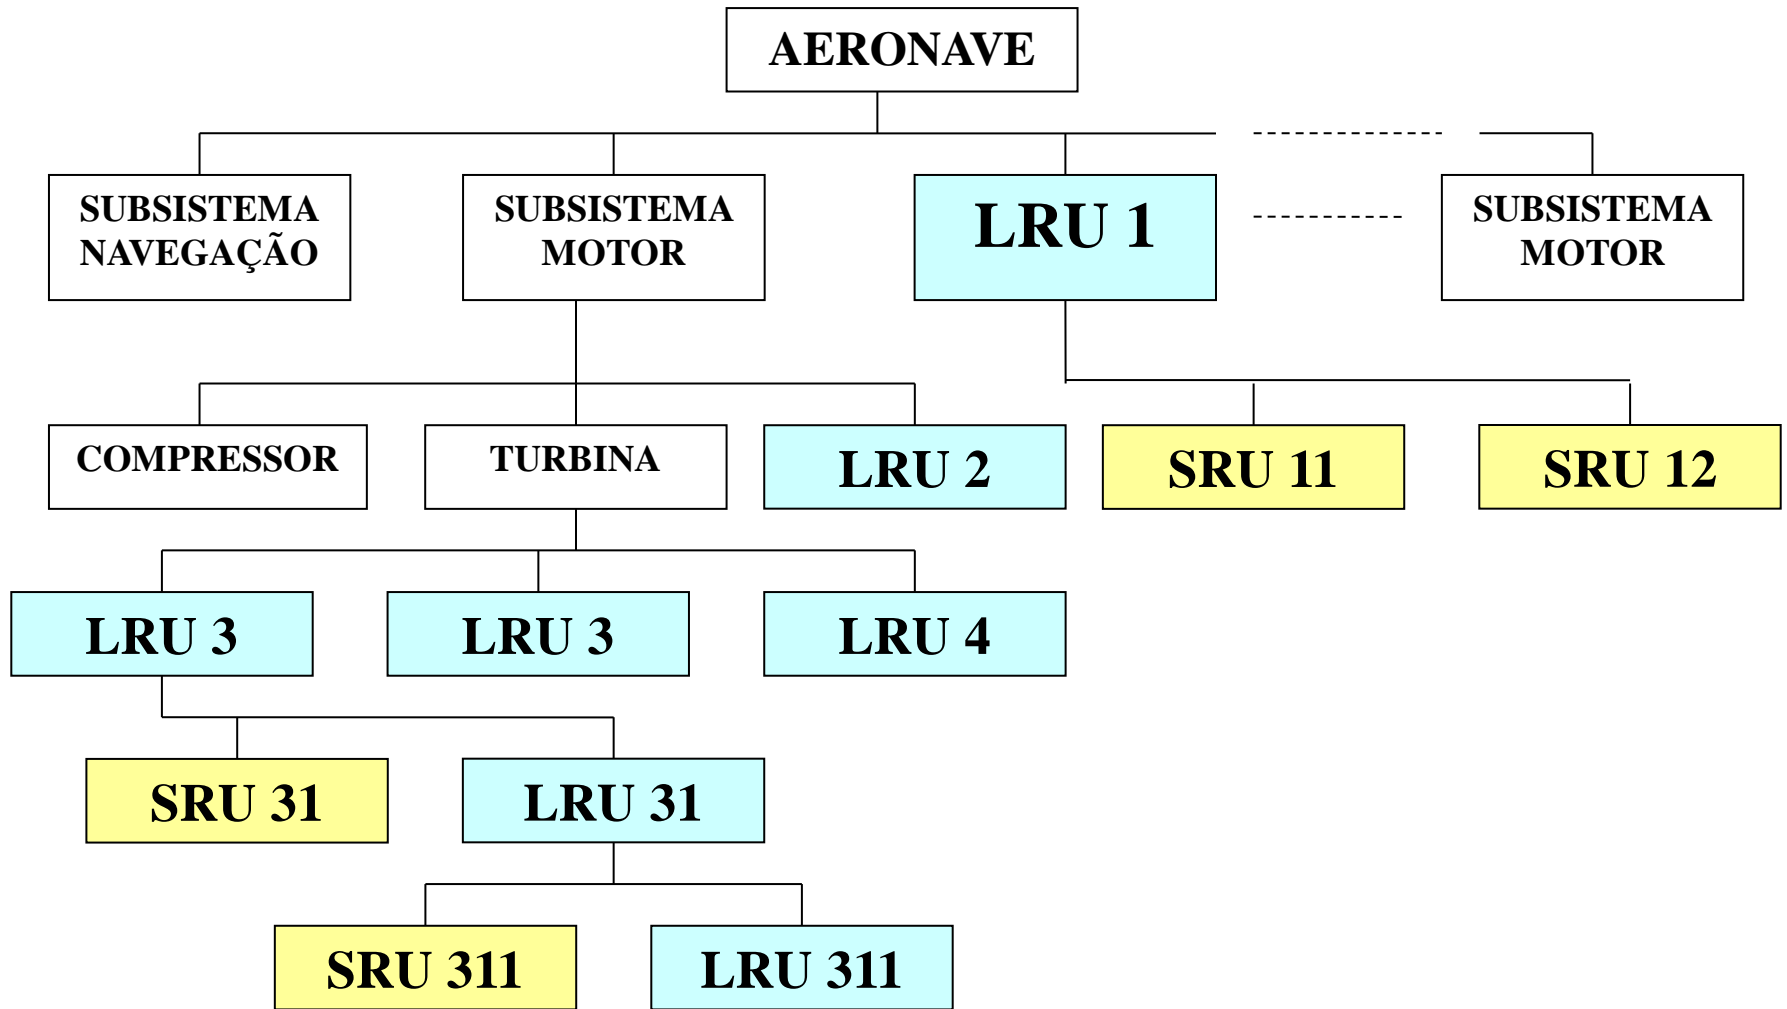 AERONAVE
SUBSISTEMA
NAVEGAÇÃO
SUBSISTEMA
MOTOR
LRU 1
SUBSISTEMA
MOTOR
COMPRESSOR
TURBINA
LRU 2
SRU 11
SRU 12
LRU 3
LRU 3
LRU 4
SRU 31
LRU 31
SRU 311
LRU 311